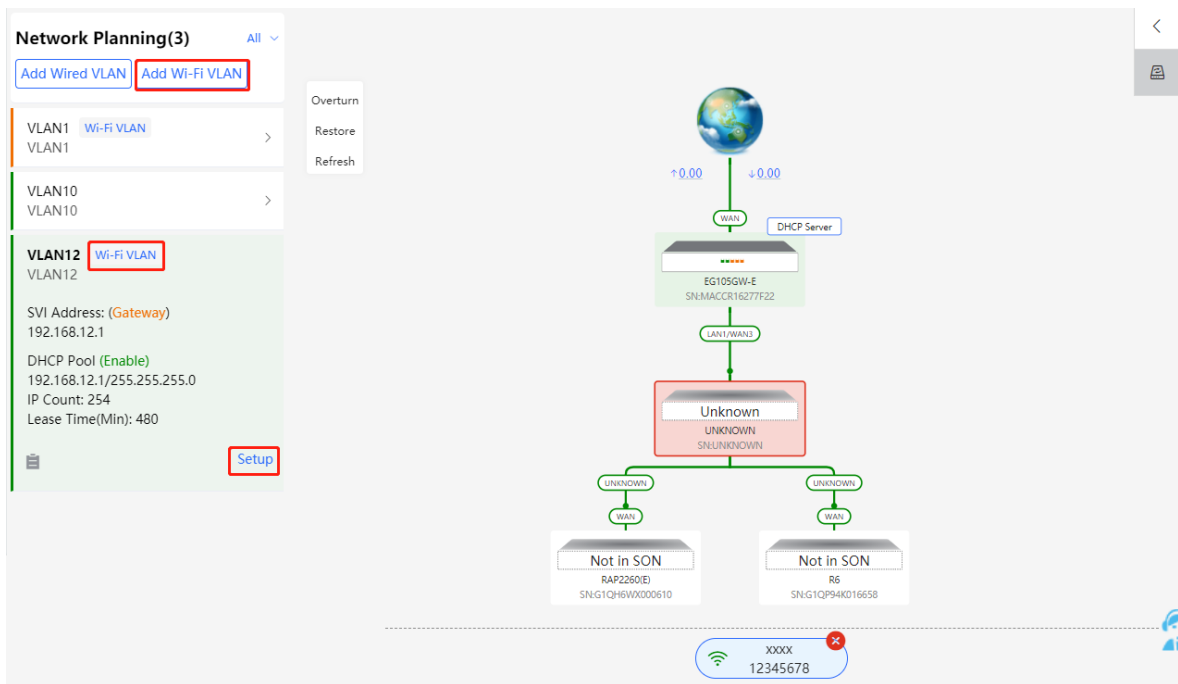 Network Planning(3)
All
Add Wired VLAN
Add Wi-Fi VLAN
VLAN1 Wi-Fi VLAN
VLAN1
VLAN10
VLAN10
VLAN12 Wi-Fi VLAN
VLAN12
SVI Address: (Gateway)
192.168.12.1
DHCP Pool (Enable)
192.168.12.1/255.255.255.0
IP Count: 254
Lease Time(Min): 480
Setup
Overturn
Restore
Refresh
↑0.00 ↓0.00
WAN
DHCP Server
EG105GW-E
SN:MACCR16277F22
LAN1/WAN3
Unknown
UNKNOWN
SN:UNKNOWN
UNKNOWN
UNKNOWN
WAN
WAN
Not in SON
RAP2260(E)
SN:G1QH6WX000610
Not in SON
R6
SN:G1QP94K016658
xxxx
12345678